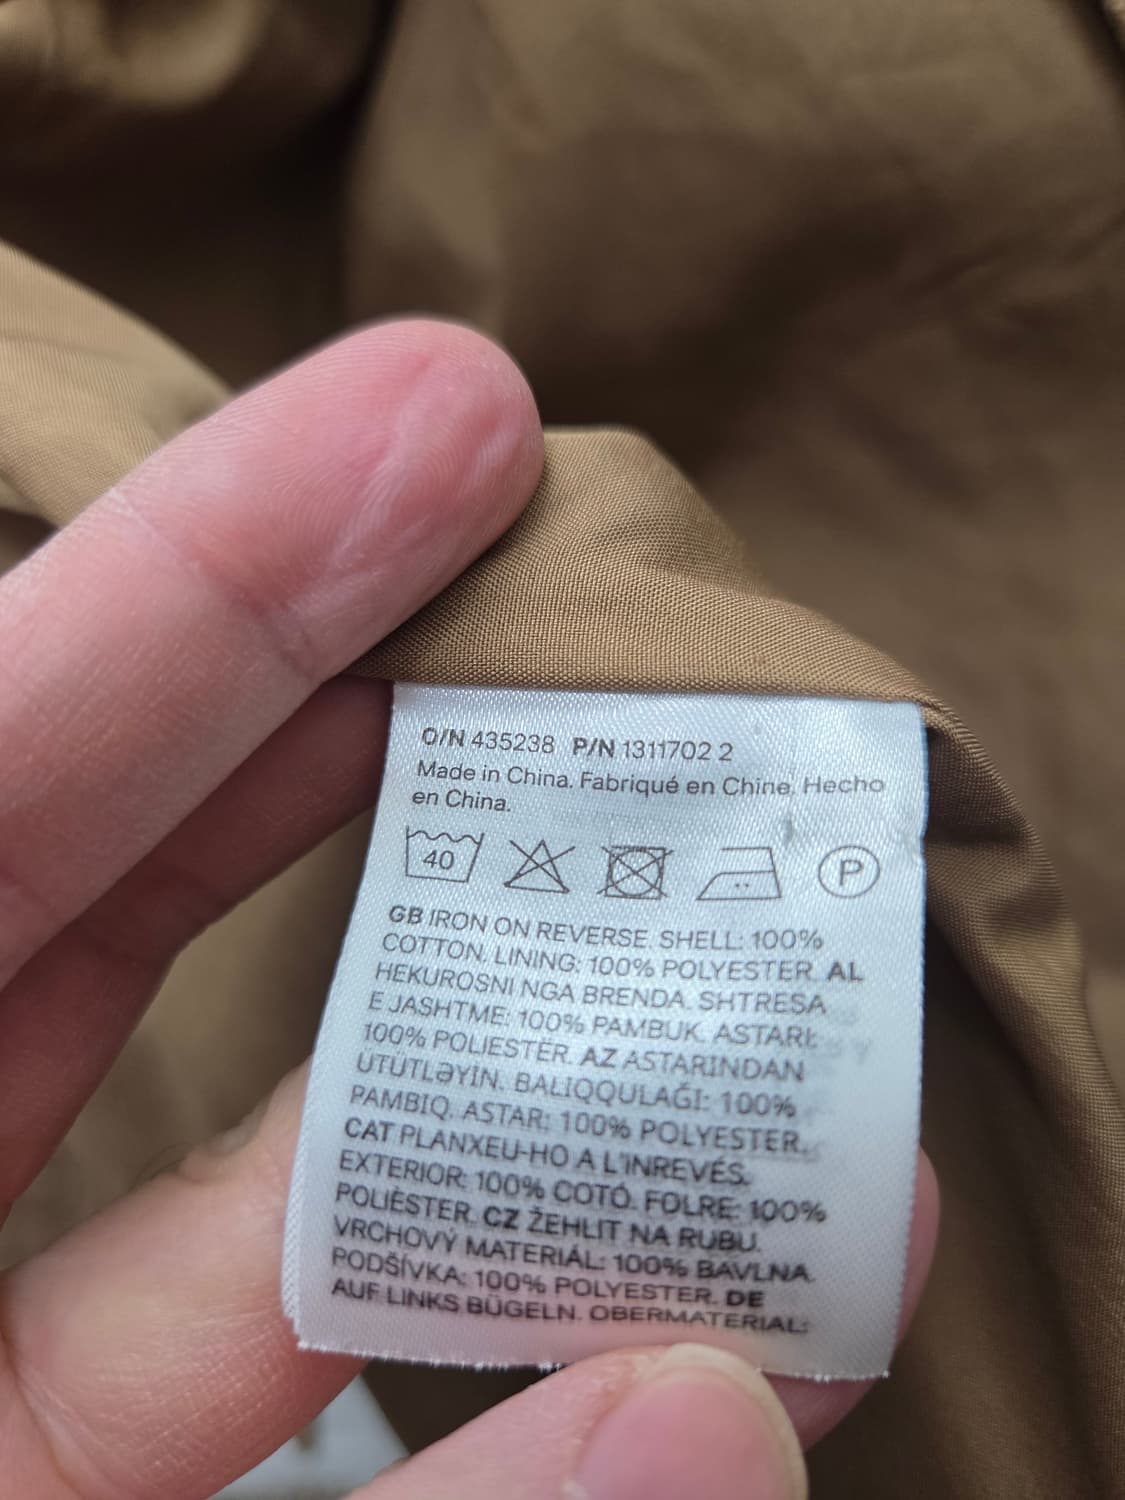 O/N 435238 P/N 1311702 2
Made in China. Fabriqué en Chine. Hecho
en China.
40 P
GB IRON ON REVERSE. SHELL: 100%
COTTON. LINING: 100% POLYESTER. AL
HEKUROSNI NGA BRENDA. SHTRESA
E JASHTME: 100% PAMBUK. ASTARI:
100% POLIESTER. AZ ASTARINDAN
ÜTÜTLƏYİN. BALIQQULAĞI: 100%
PAMBIQ. ASTAR: 100% POLYESTER.
CAT PLANXEU-HO A L'INREVÉS.
EXTERIOR: 100% COTÓ. FOLRE: 100%
POLIÈSTER. CZ ŽEHLIT NA RUBU.
VRCHOVÝ MATERIÁL: 100% BAVLNA.
PODŠÍVKA: 100% POLYESTER. DE
AUF LINKS BÜGELN. OBERMATERIAL: